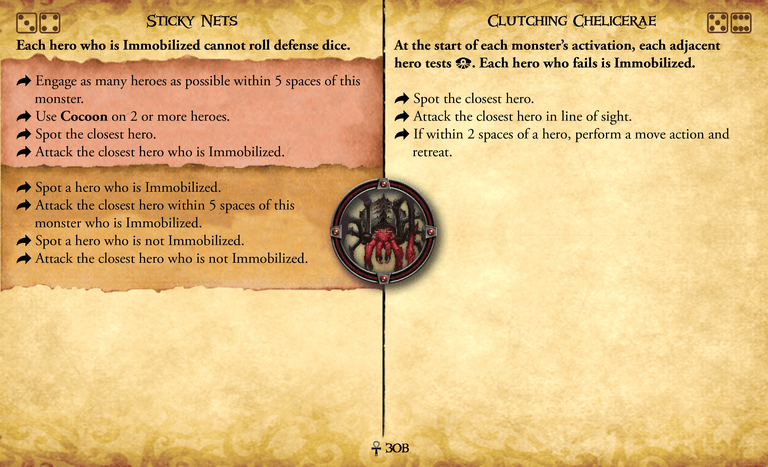 Sticky Nets
Each hero who is Immobilized cannot roll defense dice.
Engage as many heroes as possible within 5 spaces of this
monster.
Use Cocoon on 2 or more heroes.
Spot the closest hero.
Attack the closest hero who is Immobilized.
Spot a hero who is Immobilized.
Attack the closest hero within 5 spaces of this
monster who is Immobilized.
Spot a hero who is not Immobilized.
Attack the closest hero who is not Immobilized.
Clutching Chelicerae
At the start of each monster's activation, each adjacent
hero tests . Each hero who fails is Immobilized.
Spot the closest hero.
Attack the closest hero in line of sight.
If within 2 spaces of a hero, perform a move action and
retreat.
30B